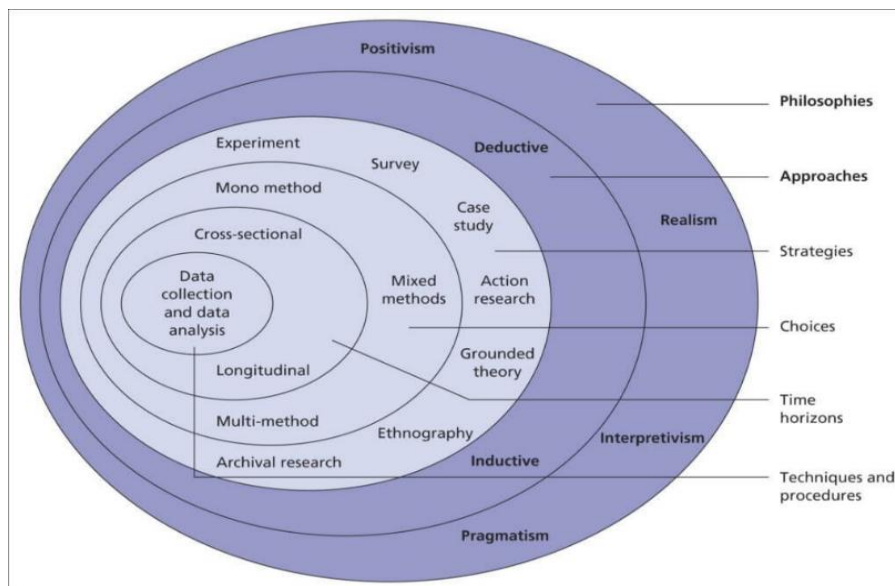 Positivism
Philosophies
Experiment
Deductive
Survey
Approaches
Mono method
Case
study
Realism
Cross-sectional
Strategies
Data
collection
and data
analysis
Mixed
methods
Action
research
Choices
Longitudinal
Grounded
theory
Time
horizons
Multi-method
Ethnography
Interpretivism
Archival research
Inductive
Techniques and
procedures
Pragmatism